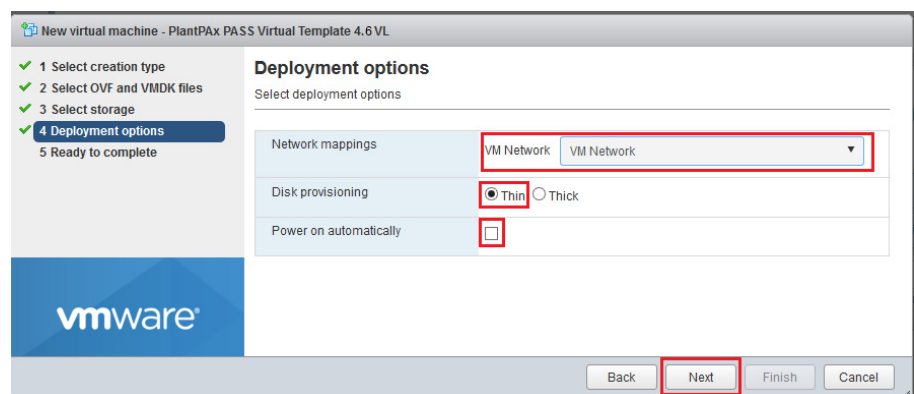 New virtual machine - PlantPAx PASS Virtual Template 4.6 VL
1 Select creation type
2 Select OVF and VMDK files
3 Select storage
4 Deployment options
5 Ready to complete
Deployment options
Select deployment options
Network mappings
VM Network VM Network
Disk provisioning
Thin Thick
Power on automatically
vmware®
Back Next Finish Cancel